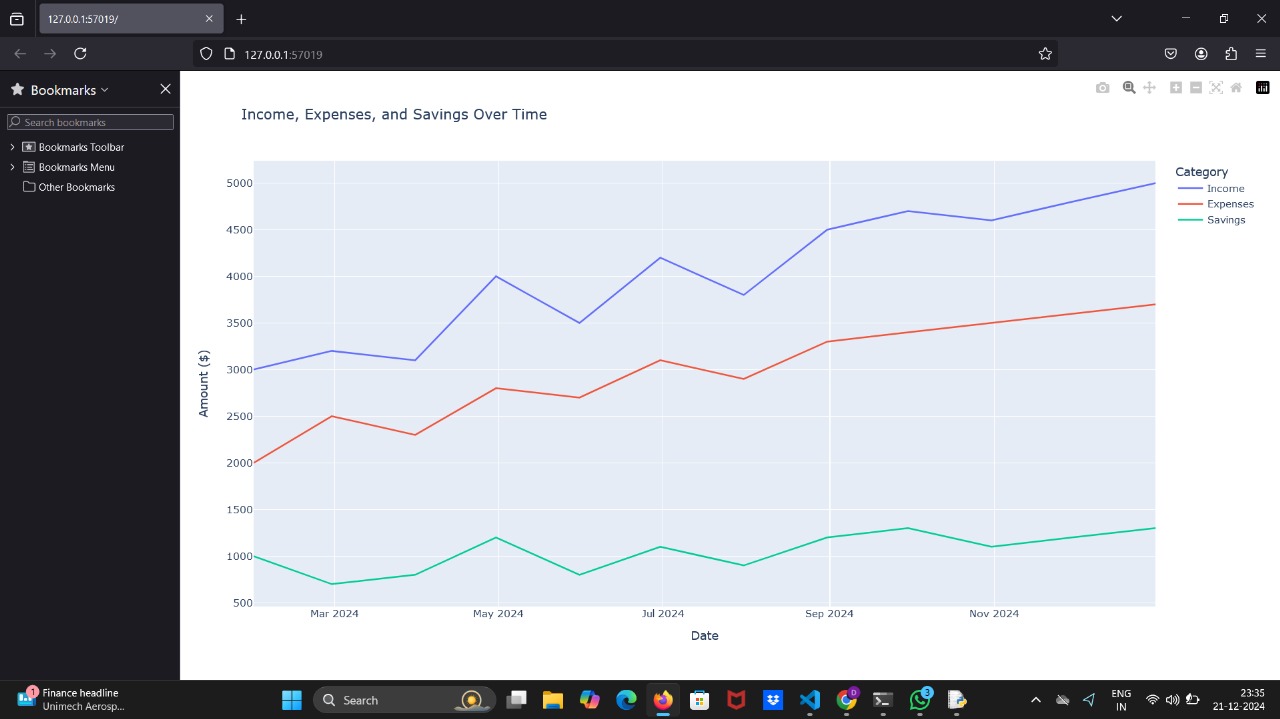 127.0.0.1:57019/
127.0.0.1:57019
Bookmarks
Search bookmarks
Bookmarks Toolbar
Bookmarks Menu
Other Bookmarks
Income, Expenses, and Savings Over Time
Category
Income
Expenses
Savings
Amount ($)
5000
4500
4000
3500
3000
2500
2000
1500
1000
500
Mar 2024
May 2024
Jul 2024
Sep 2024
Nov 2024
Date
1
Finance headline
Unimech Aerosp...
Search
D
3
ENG
IN
23:35
21-12-2024